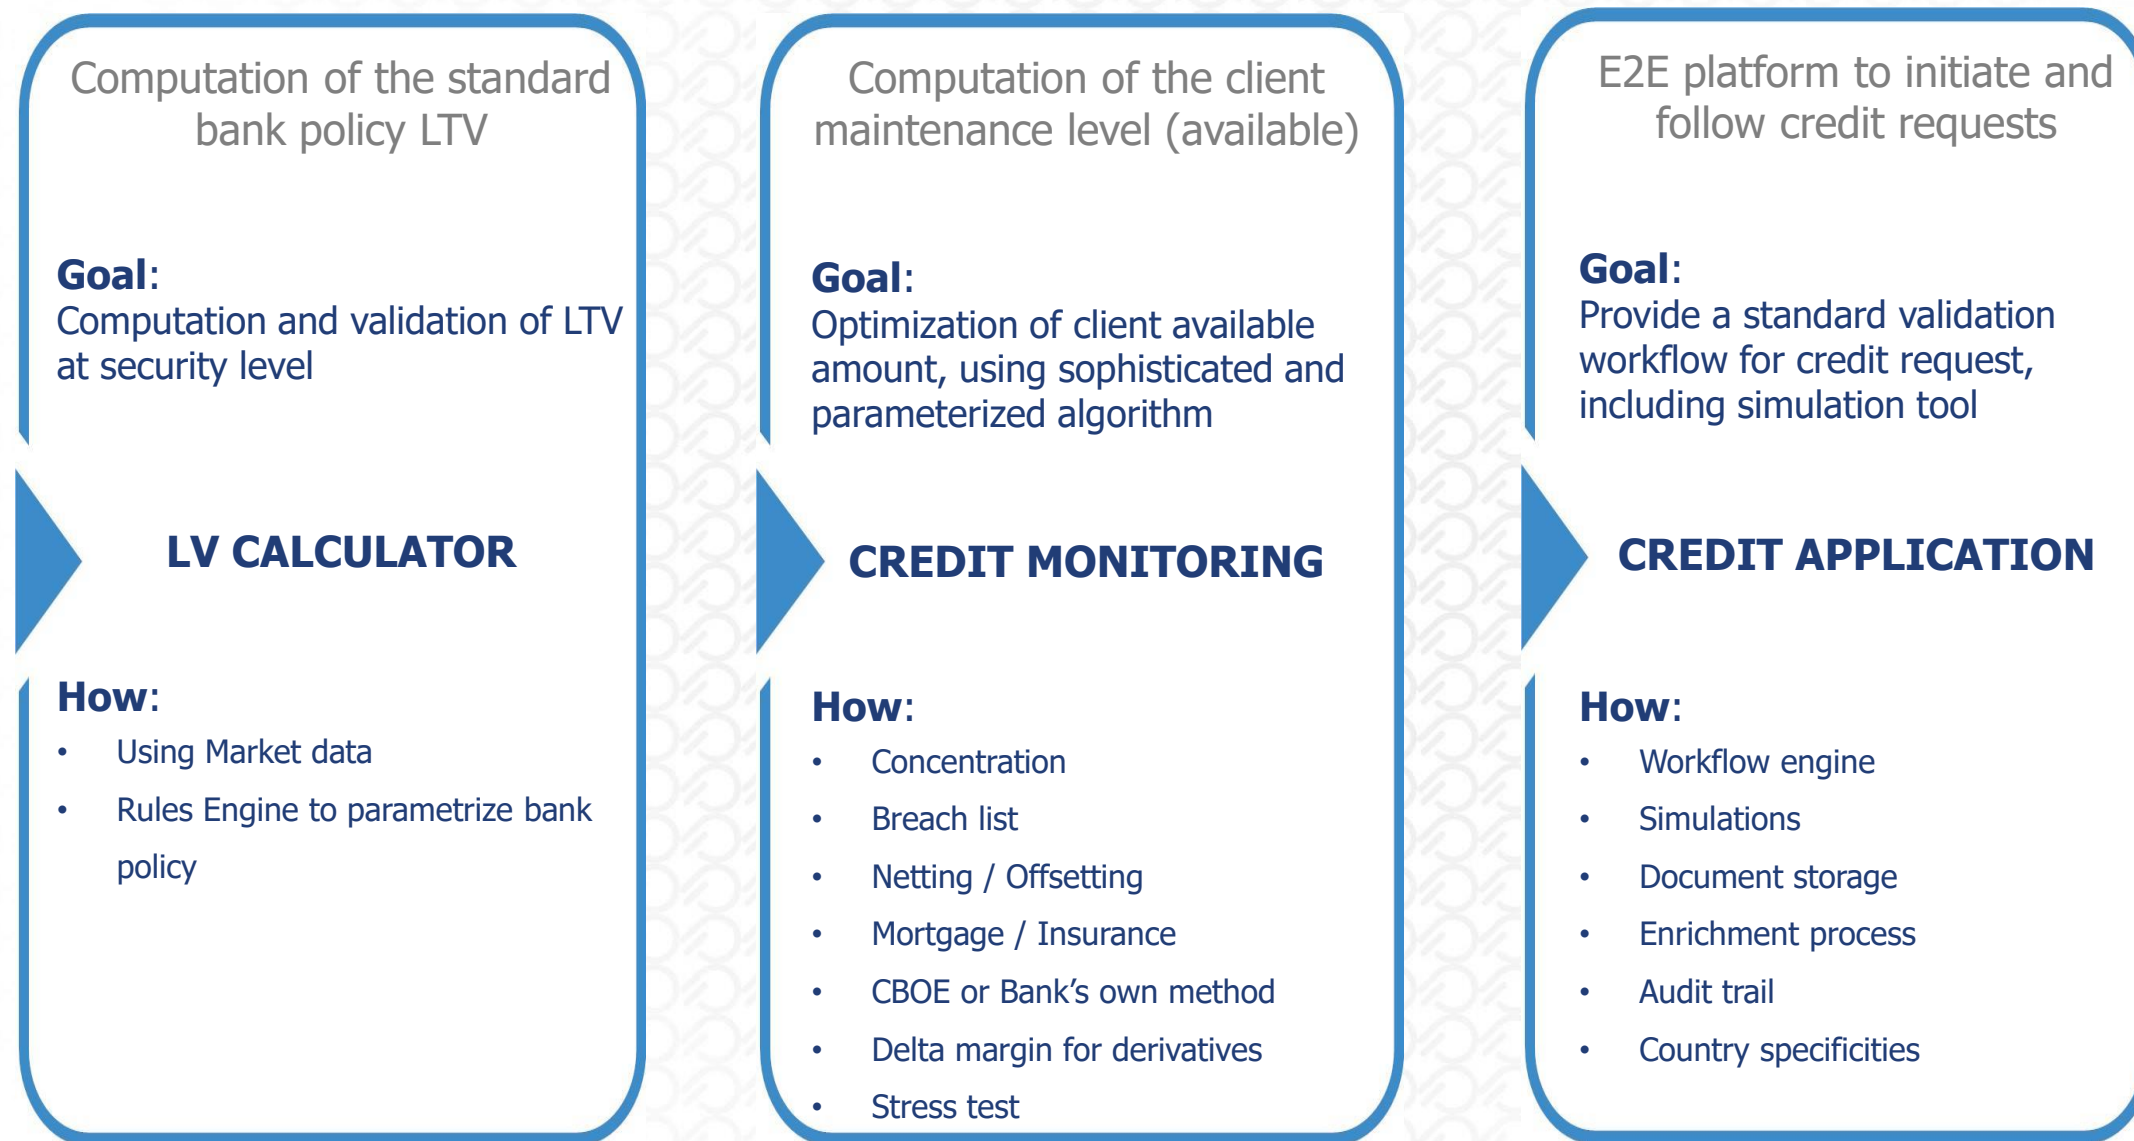 Computation of the standard
bank policy LTV
Goal:
Computation and validation of LTV
at security level
LV CALCULATOR
How:
• Using Market data
• Rules Engine to parametrize bank
policy
Computation of the client
maintenance level (available)
Goal:
Optimization of client available
amount, using sophisticated and
parameterized algorithm
CREDIT MONITORING
How:
• Concentration
• Breach list
• Netting / Offsetting
• Mortgage / Insurance
• CBOE or Bank’s own method
• Delta margin for derivatives
• Stress test
E2E platform to initiate and
follow credit requests
Goal:
Provide a standard validation
workflow for credit request,
including simulation tool
CREDIT APPLICATION
How:
• Workflow engine
• Simulations
• Document storage
• Enrichment process
• Audit trail
• Country specificities